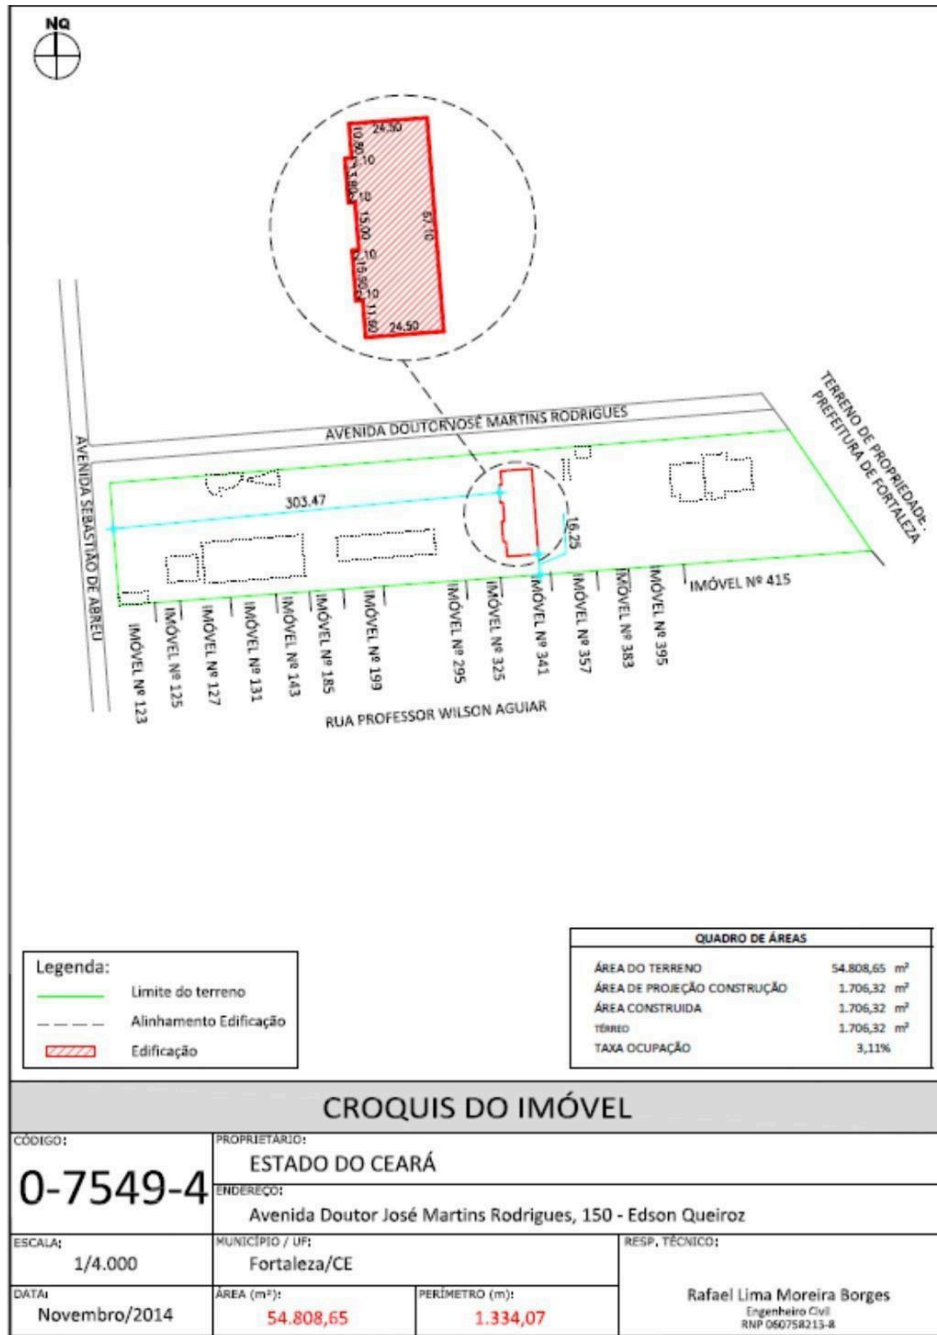 NQ
24.50
10.80
2.10
13.80
2.10
15.00
67.10
2.10
15.90
2.10
11.60
24.50
AVENIDA DOUTOR JOSÉ MARTINS RODRIGUES
TERRENO DE PROPRIEDADE:
PREFEITURA DE FORTALEZA
AVENIDA SEBASTIÃO DE ABREU
303.47
16.25
IMÓVEL Nº 123
IMÓVEL Nº 125
IMÓVEL Nº 127
IMÓVEL Nº 131
IMÓVEL Nº 143
IMÓVEL Nº 185
IMÓVEL Nº 199
IMÓVEL Nº 295
IMÓVEL Nº 325
IMÓVEL Nº 341
IMÓVEL Nº 357
IMÓVEL Nº 383
IMÓVEL Nº 395
IMÓVEL Nº 415
RUA PROFESSOR WILSON AGUIAR
Legenda:
Limite do terreno
Alinhamento Edificação
Edificação
QUADRO DE ÁREAS
ÁREA DO TERRENO 54.808,65 m²
ÁREA DE PROJEÇÃO CONSTRUÇÃO 1.706,32 m²
ÁREA CONSTRUIDA 1.706,32 m²
TÉRREO 1.706,32 m²
TAXA OCUPAÇÃO 3,11%
CROQUIS DO IMÓVEL
CÓDIGO:
0-7549-4
PROPRIETÁRIO:
ESTADO DO CEARÁ
ENDEREÇO:
Avenida Doutor José Martins Rodrigues, 150 - Edson Queiroz
ESCALA:
1/4.000
MUNICÍPIO / UF:
Fortaleza/CE
RESP. TÉCNICO:
Rafael Lima Moreira Borges
Engenheiro Civil
RNP 060758213-8
DATA:
Novembro/2014
ÁREA (m²):
54.808,65
PERÍMETRO (m):
1.334,07